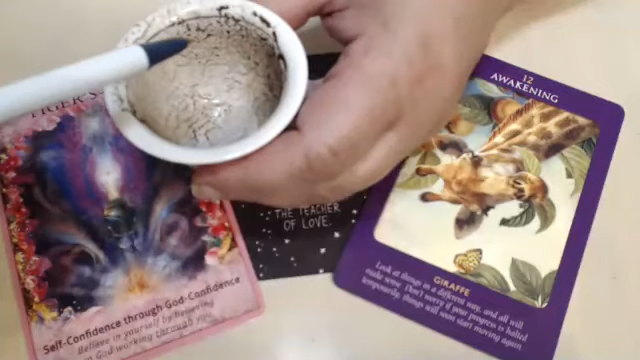 TIGER'S
Self-Confidence through God-Confidence
Believe in yourself by believing
in God working through you.
THE TEACHER
OF LOVE.
12
AWAKENING
GIRAFFE
Look at things in a different way, and all will
make sense. Don't worry if your progress is halted
temporarily, things will soon start moving again.